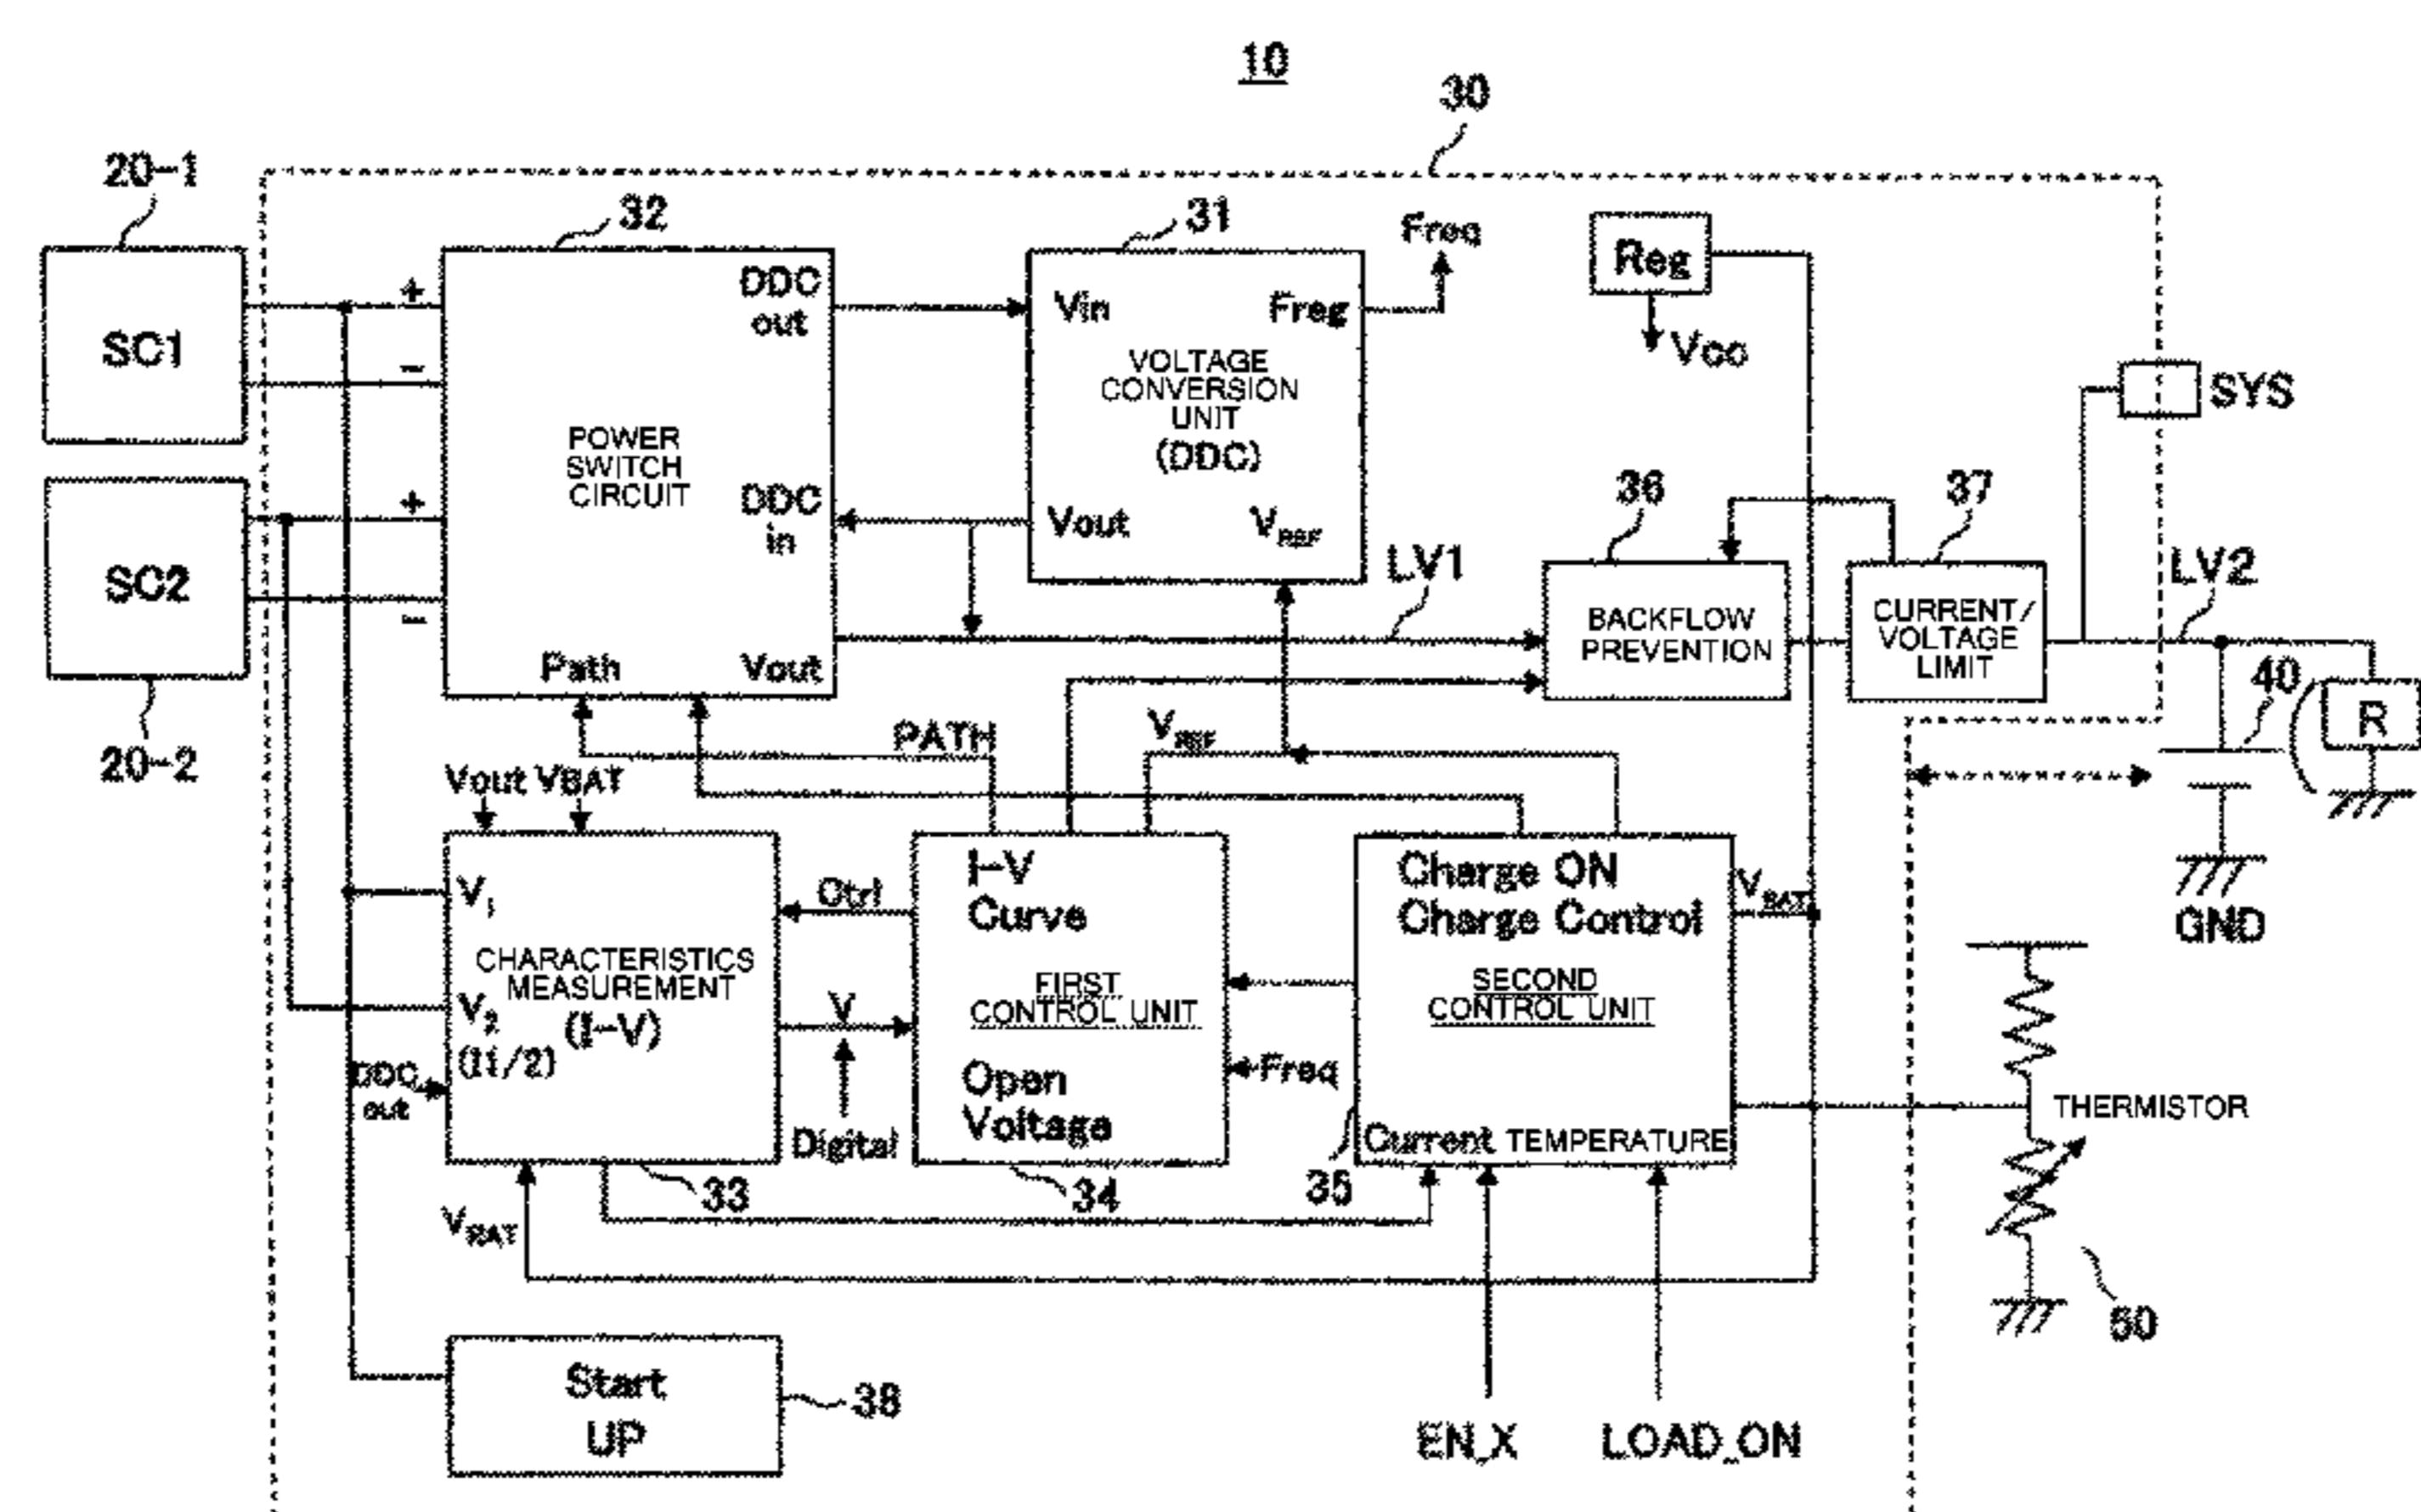 10
30
20-1
32
31
Freq
Reg
Vcc
SC1
+
-
DDC
out
Vin
Freg
VOLTAGE
CONVERSION
UNIT
(DDC)
SYS
POWER
SWITCH
CIRCUIT
SC2
+
-
DDC
in
Vout
VREF
36
37
LV1
LV2
BACKFLOW
PREVENTION
CURRENT/
VOLTAGE
LIMIT
Path
Vout
40
R
20-2
PATH
VREF
Vout VBAT
GND
V1
Ctrl
I-V
Curve
Charge ON
Charge Control
VBAT
CHARACTERISTICS
MEASUREMENT
(I-V)
V2
(I1/2)
V
FIRST
CONTROL UNIT
SECOND
CONTROL UNIT
DDC
out
Digital
Open
Voltage
Freq
Current TEMPERATURE
THERMISTOR
33
34
35
VBAT
50
Start
UP
38
EN_X
LOAD_ON